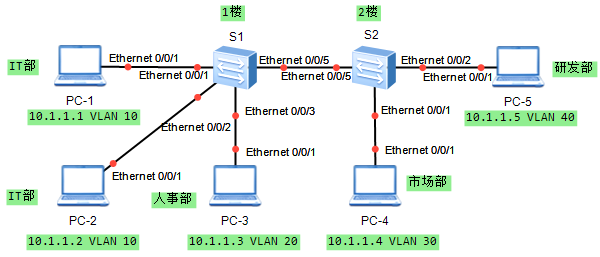 1楼
2楼
S1
S2
IT部
Ethernet 0/0/1
Ethernet 0/0/1
Ethernet 0/0/5
Ethernet 0/0/5
Ethernet 0/0/2
Ethernet 0/0/1
研发部
PC-1
10.1.1.1 VLAN 10
PC-5
10.1.1.5 VLAN 40
Ethernet 0/0/2
Ethernet 0/0/3
Ethernet 0/0/1
Ethernet 0/0/1
Ethernet 0/0/1
Ethernet 0/0/1
IT部
人事部
市场部
PC-2
10.1.1.2 VLAN 10
PC-3
10.1.1.3 VLAN 20
PC-4
10.1.1.4 VLAN 30